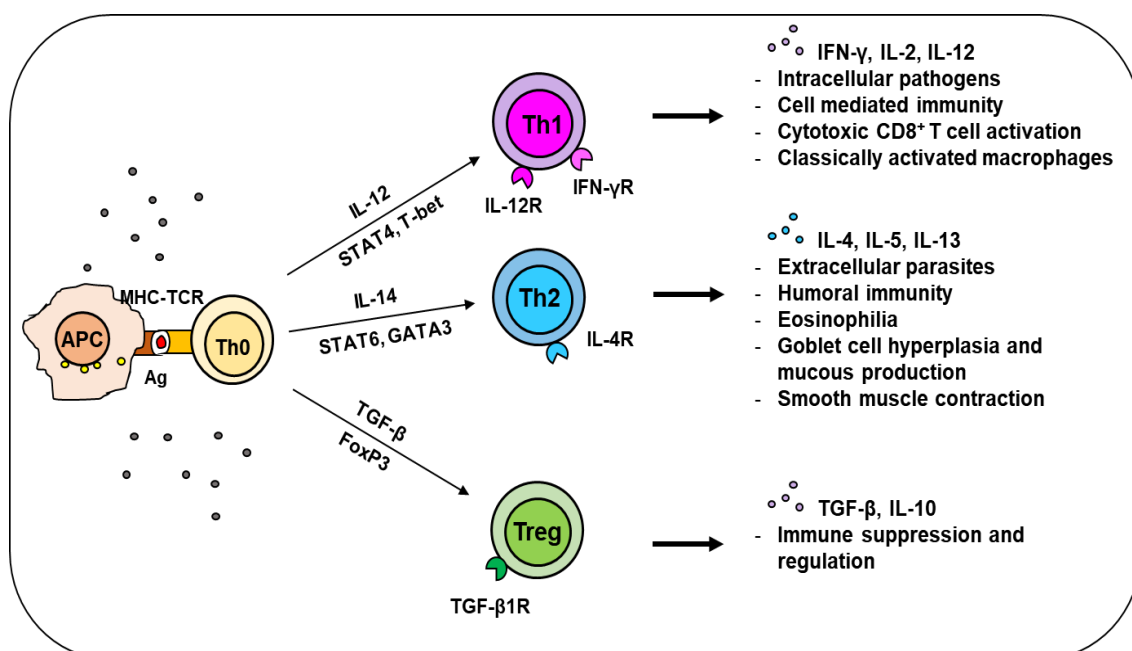 MHC-TCR
APC
Th0
Ag
IL-12
STAT4, T-bet
IL-14
STAT6, GATA3
TGF-β
FoxP3
Th1
IL-12R
IFN-γR
Th2
IL-4R
Treg
TGF-β1R
IFN-γ, IL-2, IL-12
- Intracellular pathogens
- Cell mediated immunity
- Cytotoxic CD8⁺ T cell activation
- Classically activated macrophages
IL-4, IL-5, IL-13
- Extracellular parasites
- Humoral immunity
- Eosinophilia
- Goblet cell hyperplasia and
mucous production
- Smooth muscle contraction
TGF-β, IL-10
- Immune suppression and
regulation